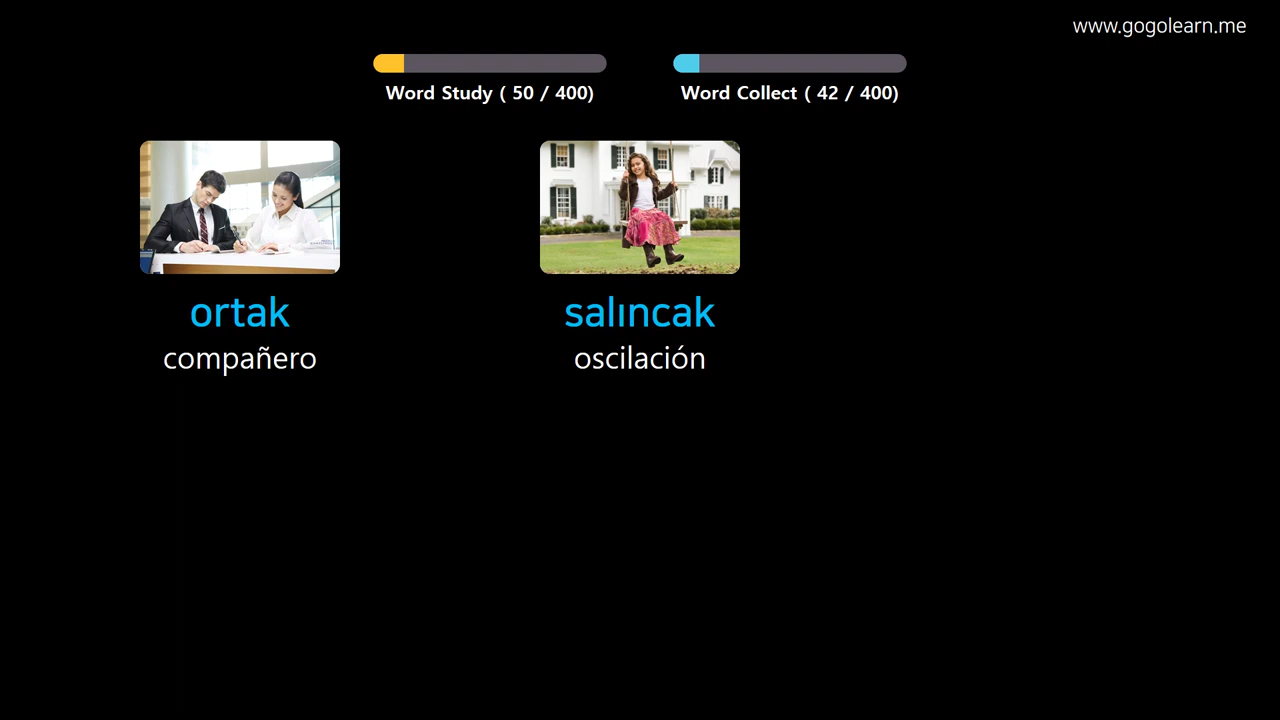 www.gogolearn.me
Word Study ( 50 / 400)
Word Collect ( 42 / 400)
ortak
compañero
salıncak
oscilación